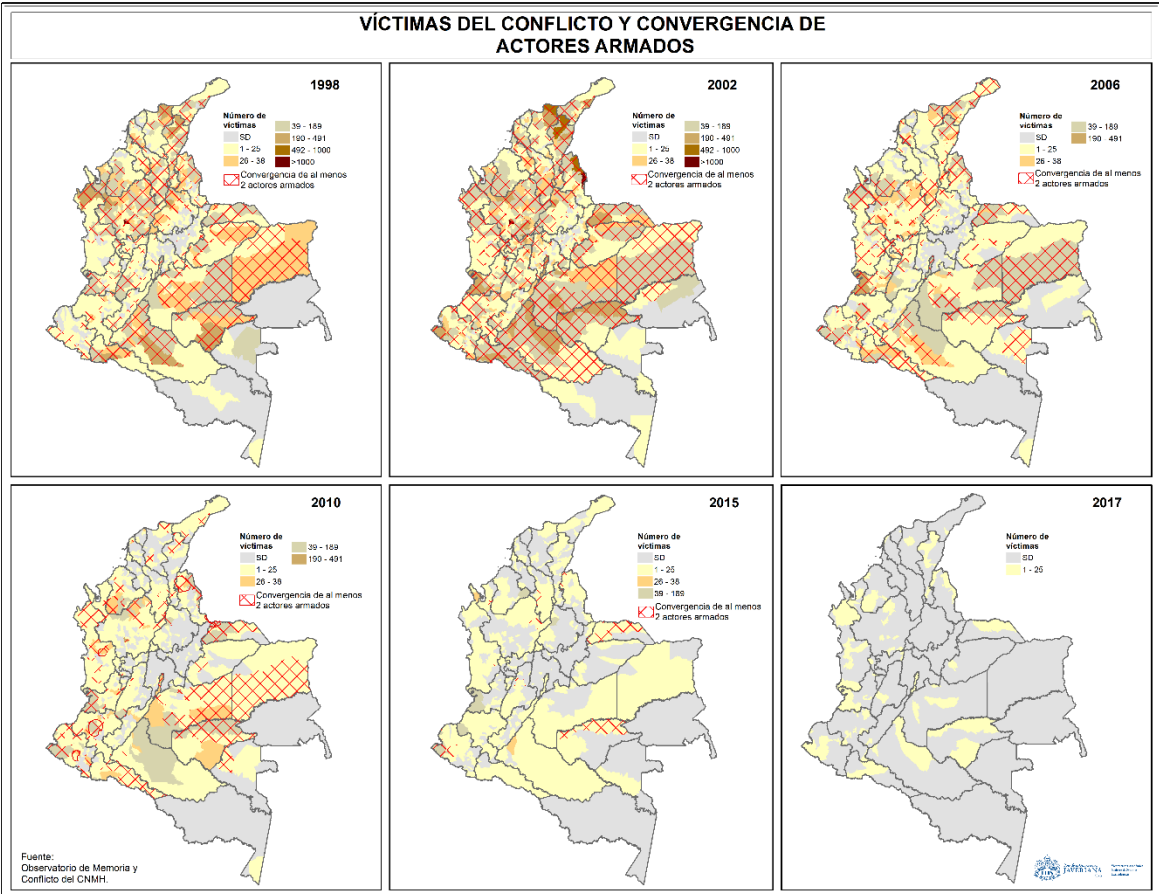 VÍCTIMAS DEL CONFLICTO Y CONVERGENCIA DE
ACTORES ARMADOS
1998
Número de
víctimas
SD
1 - 25
26 - 38
39 - 189
190 - 491
492 - 1000
>1000
Convergencia de al menos
2 actores armados
2002
Número de
víctimas
SD
1 - 25
26 - 38
39 - 189
190 - 491
492 - 1000
>1000
Convergencia de al menos
2 actores armados
2006
Número de
víctimas
SD
1 - 25
26 - 38
39 - 189
190 - 491
Convergencia de al menos
2 actores armados
2010
Número de
víctimas
SD
1 - 25
26 - 38
39 - 189
190 - 491
Convergencia de al menos
2 actores armados
2015
Número de
víctimas
SD
1 - 25
26 - 38
39 - 189
Convergencia de al menos
2 actores armados
2017
Número de
víctimas
SD
1 - 25
Fuente:
Observatorio de Memoria y
Conflicto del CNMH.
JAVERIANA